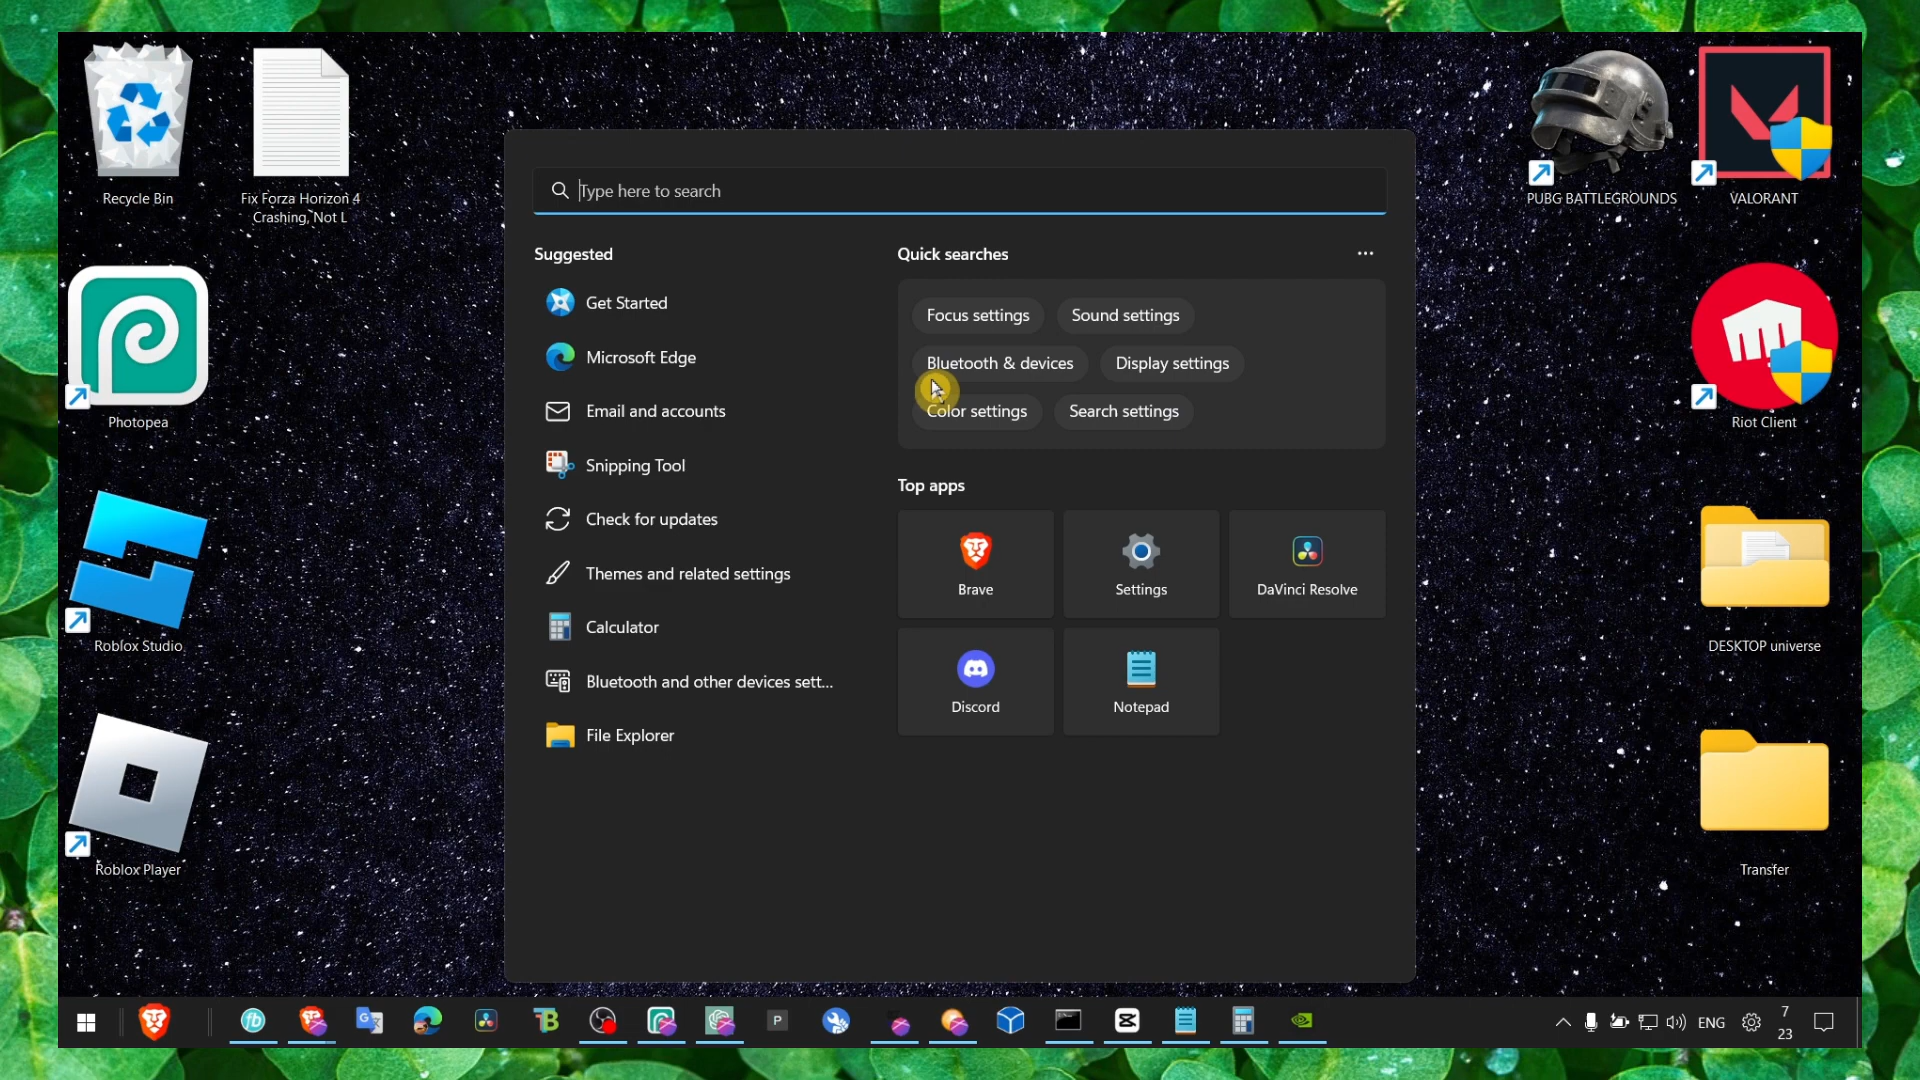 Recycle Bin
Fix Forza Horizon 4
Crashing, Not L
PUBG BATTLEGROUNDS
VALORANT
Type here to search
Suggested
Quick searches
Get Started
Focus settings
Sound settings
Microsoft Edge
Bluetooth & devices
Display settings
Email and accounts
Color settings
Search settings
Photopea
Riot Client
Snipping Tool
Top apps
Check for updates
Brave
Settings
DaVinci Resolve
Themes and related settings
Calculator
Roblox Studio
DESKTOP universe
Bluetooth and other devices sett...
Discord
Notepad
File Explorer
Roblox Player
Transfer
ENG
7
23